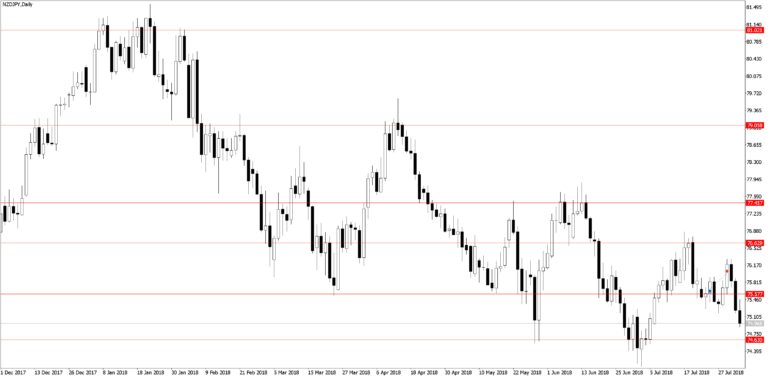 NZDJPY,Daily
81.495
81.140
81.025
80.785
80.430
80.075
79.720
79.365
78.655
78.300
77.945
77.590
77.457
77.235
76.880
76.629
76.170
75.815
75.460
75.105
74.750
74.620
74.395
1 Dec 2017
13 Dec 2017
26 Dec 2017
8 Jan 2018
18 Jan 2018
30 Jan 2018
9 Feb 2018
21 Feb 2018
5 Mar 2018
15 Mar 2018
27 Mar 2018
6 Apr 2018
18 Apr 2018
30 Apr 2018
10 May 2018
22 May 2018
1 Jun 2018
13 Jun 2018
25 Jun 2018
5 Jul 2018
17 Jul 2018
27 Jul 2018